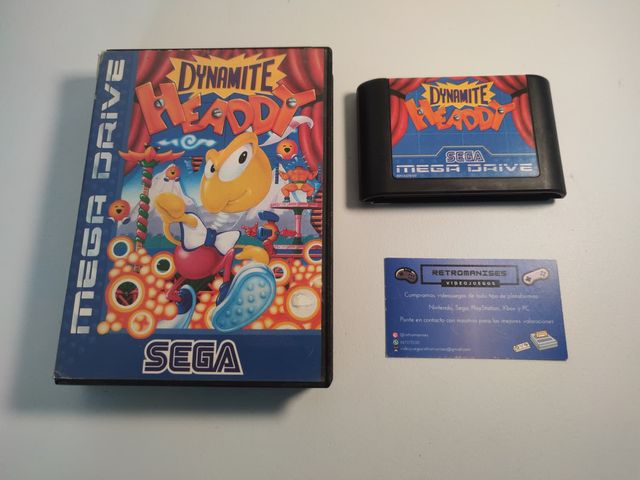 MEGA DRIVE
DYNAMITE
HEADDY
SEGA
DYNAMITE
HEADDY
SEGA
MEGA DRIVE
RETROMANISES
VIDEOJUEGOS
Compramos videojuegos de todo tipo de plataformas
Nintendo, Sega, PlayStation, Xbox y PC.
Ponte en contacto con nosotros para las mejores valoraciones
@retromanises